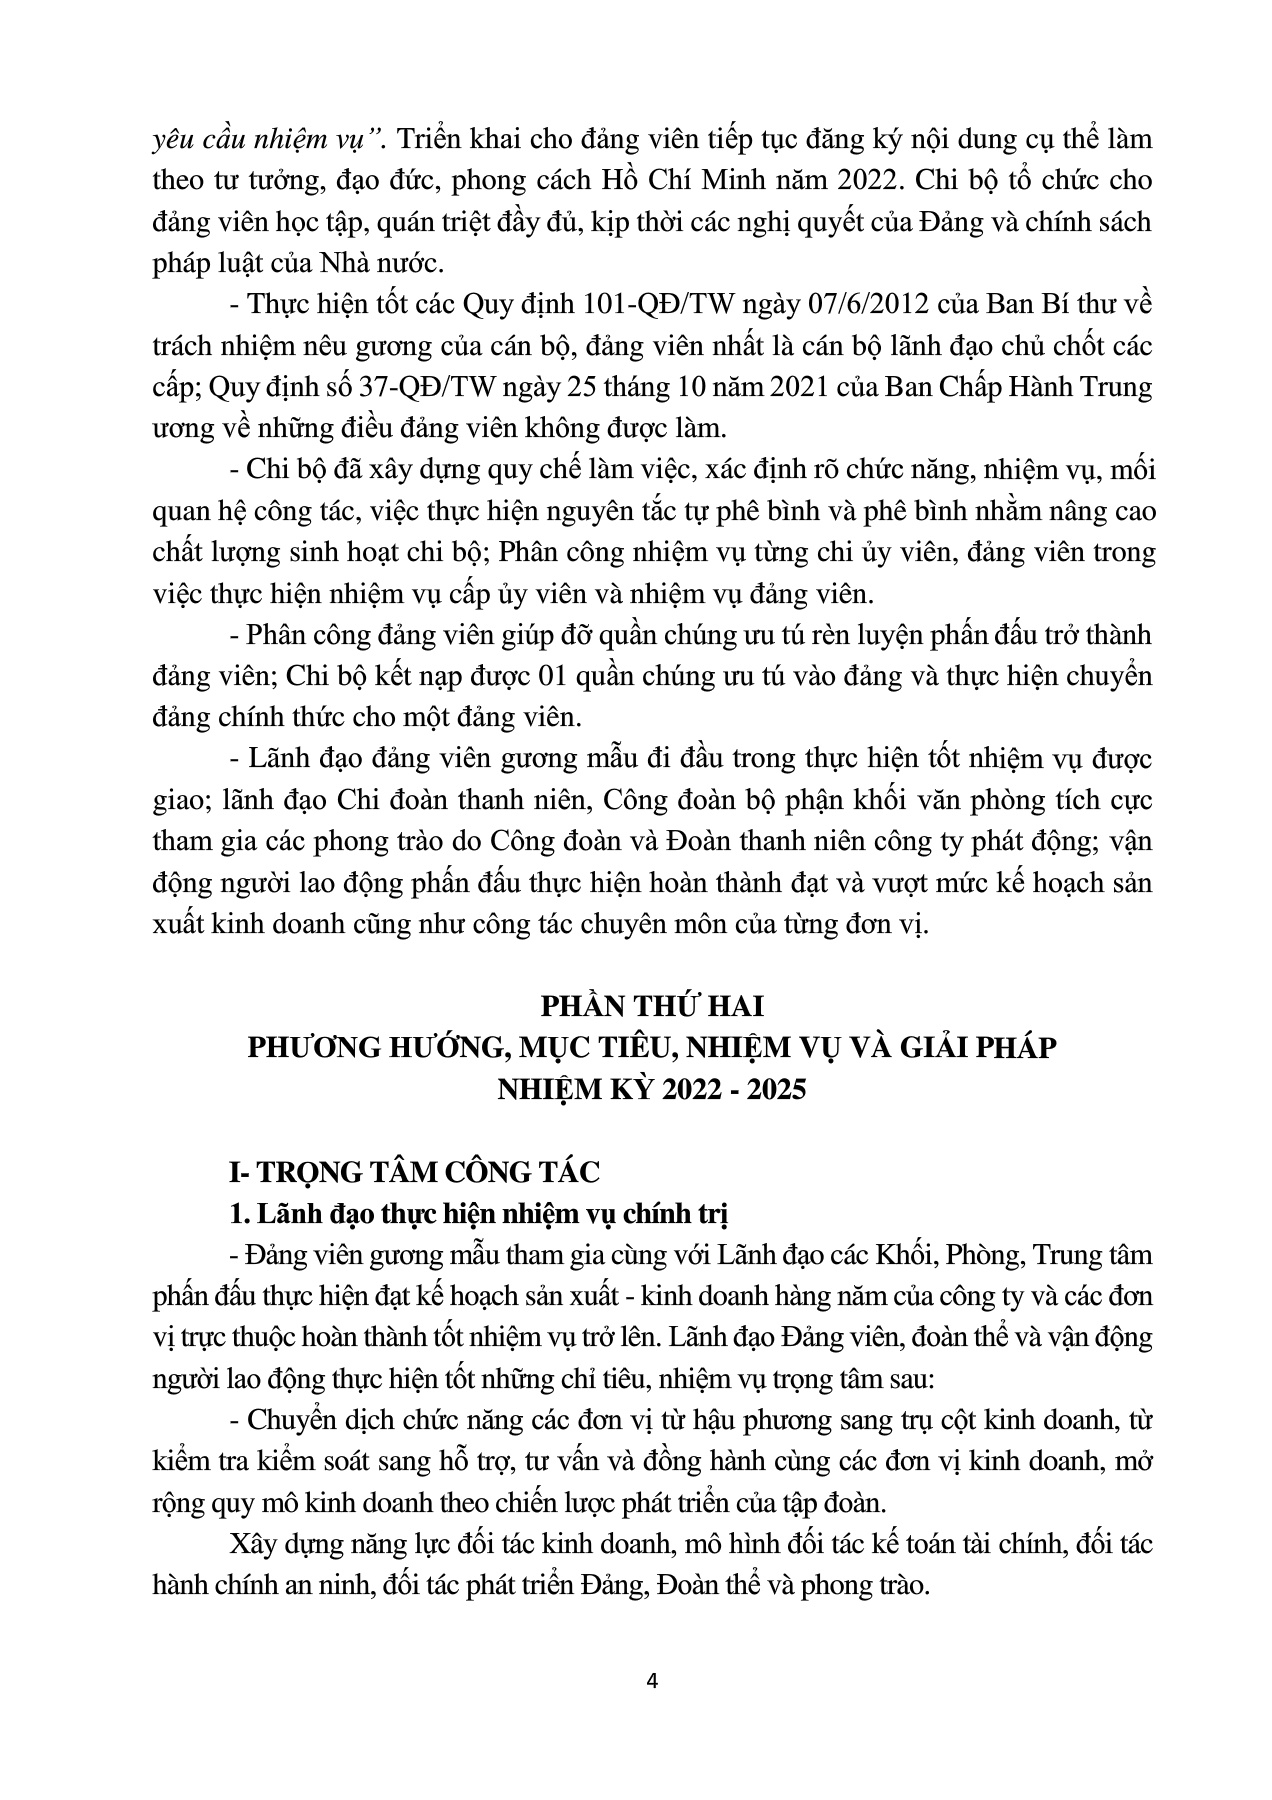 yêu cầu nhiệm vụ”. Triển khai cho đảng viên tiếp tục đăng ký nội dung cụ thể làm
theo tư tưởng, đạo đức, phong cách Hồ Chí Minh năm 2022. Chi bộ tổ chức cho
đảng viên học tập, quán triệt đầy đủ, kịp thời các nghị quyết của Đảng và chính sách
pháp luật của Nhà nước.
- Thực hiện tốt các Quy định 101-QĐ/TW ngày 07/6/2012 của Ban Bí thư về
trách nhiệm nêu gương của cán bộ, đảng viên nhất là cán bộ lãnh đạo chủ chốt các
cấp; Quy định số 37-QĐ/TW ngày 25 tháng 10 năm 2021 của Ban Chấp Hành Trung
ương về những điều đảng viên không được làm.
- Chi bộ đã xây dựng quy chế làm việc, xác định rõ chức năng, nhiệm vụ, mối
quan hệ công tác, việc thực hiện nguyên tắc tự phê bình và phê bình nhằm nâng cao
chất lượng sinh hoạt chi bộ; Phân công nhiệm vụ từng chi ủy viên, đảng viên trong
việc thực hiện nhiệm vụ cấp ủy viên và nhiệm vụ đảng viên.
- Phân công đảng viên giúp đỡ quần chúng ưu tú rèn luyện phấn đấu trở thành
đảng viên; Chi bộ kết nạp được 01 quần chúng ưu tú vào đảng và thực hiện chuyển
đảng chính thức cho một đảng viên.
- Lãnh đạo đảng viên gương mẫu đi đầu trong thực hiện tốt nhiệm vụ được
giao; lãnh đạo Chi đoàn thanh niên, Công đoàn bộ phận khối văn phòng tích cực
tham gia các phong trào do Công đoàn và Đoàn thanh niên công ty phát động; vận
động người lao động phấn đấu thực hiện hoàn thành đạt và vượt mức kế hoạch sản
xuất kinh doanh cũng như công tác chuyên môn của từng đơn vị.
PHẦN THỨ HAI
PHƯƠNG HƯỚNG, MỤC TIÊU, NHIỆM VỤ VÀ GIẢI PHÁP
NHIỆM KỲ 2022 - 2025
I- TRỌNG TÂM CÔNG TÁC
1. Lãnh đạo thực hiện nhiệm vụ chính trị
- Đảng viên gương mẫu tham gia cùng với Lãnh đạo các Khối, Phòng, Trung tâm
phấn đấu thực hiện đạt kế hoạch sản xuất - kinh doanh hàng năm của công ty và các đơn
vị trực thuộc hoàn thành tốt nhiệm vụ trở lên. Lãnh đạo Đảng viên, đoàn thể và vận động
người lao động thực hiện tốt những chỉ tiêu, nhiệm vụ trọng tâm sau:
- Chuyển dịch chức năng các đơn vị từ hậu phương sang trụ cột kinh doanh, từ
kiểm tra kiểm soát sang hỗ trợ, tư vấn và đồng hành cùng các đơn vị kinh doanh, mở
rộng quy mô kinh doanh theo chiến lược phát triển của tập đoàn.
Xây dựng năng lực đối tác kinh doanh, mô hình đối tác kế toán tài chính, đối tác
hành chính an ninh, đối tác phát triển Đảng, Đoàn thể và phong trào.
4